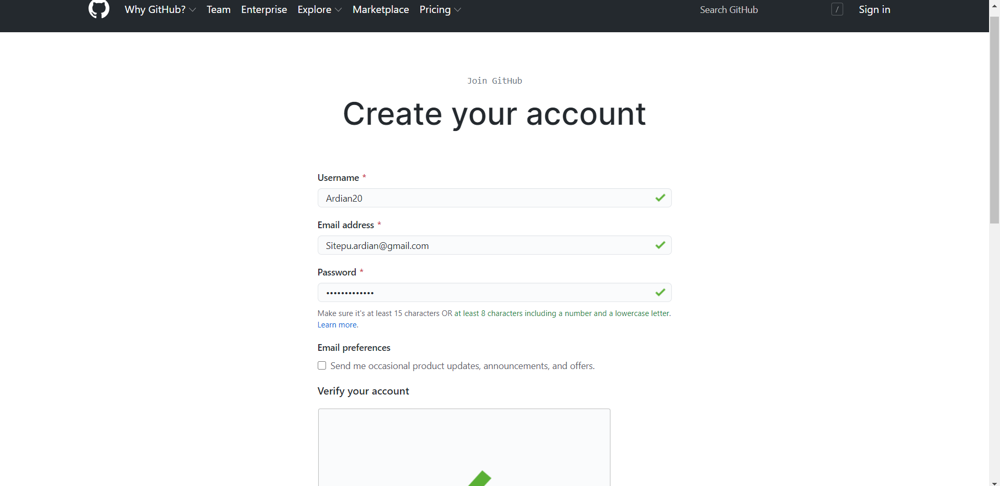 Why GitHub? Team Enterprise Explore Marketplace Pricing Search GitHub / Sign in
Join GitHub
Create your account
Username *
Ardian20
Email address *
Sitepu.ardian@gmail.com
Password *
•••••••••••••
Make sure it's at least 15 characters OR at least 8 characters including a number and a lowercase letter.
Learn more.
Email preferences
Send me occasional product updates, announcements, and offers.
Verify your account